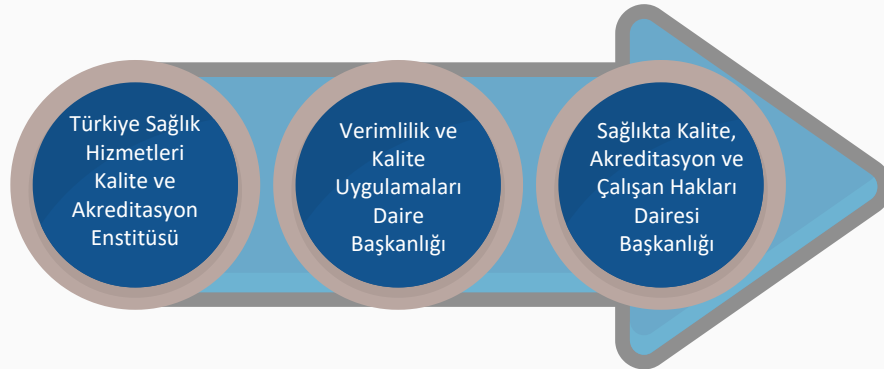 Türkiye Sağlık
Hizmetleri
Kalite ve
Akreditasyon
Enstitüsü
Verimlilik ve
Kalite
Uygulamaları
Daire
Başkanlığı
Sağlıkta Kalite,
Akreditasyon ve
Çalışan Hakları
Dairesi
Başkanlığı